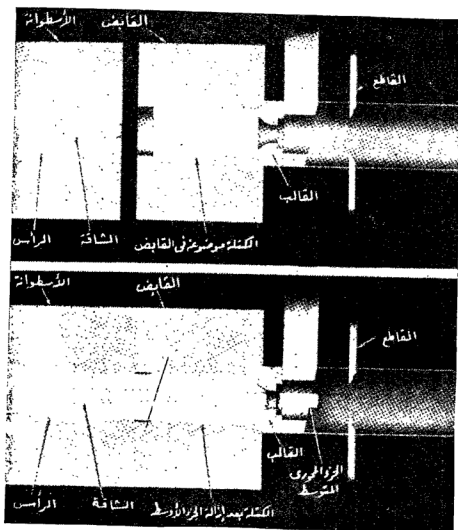 الأسطوانة
القابض
القاطع
القالب
الرأس
الشاقة
الكتلة موضوعة في القابض
الأسطوانة
القابض
القاطع
القالب
الجزء المحورى
المتوسط
الرأس
الشاقة
الكتلة بعد إزالة الجزء الأوسط